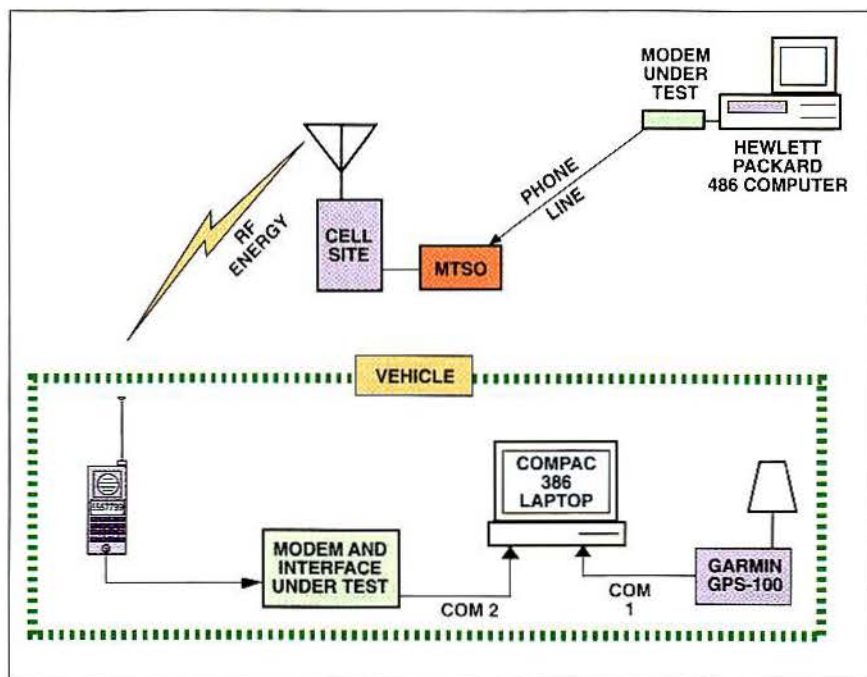 MODEM
UNDER
TEST
HEWLETT
PACKARD
486 COMPUTER
PHONE
LINE
RF
ENERGY
CELL
SITE
MTSO
VEHICLE
COMPAC
386
LAPTOP
MODEM AND
INTERFACE
UNDER TEST
COM 2
COM
1
GARMIN
GPS-100